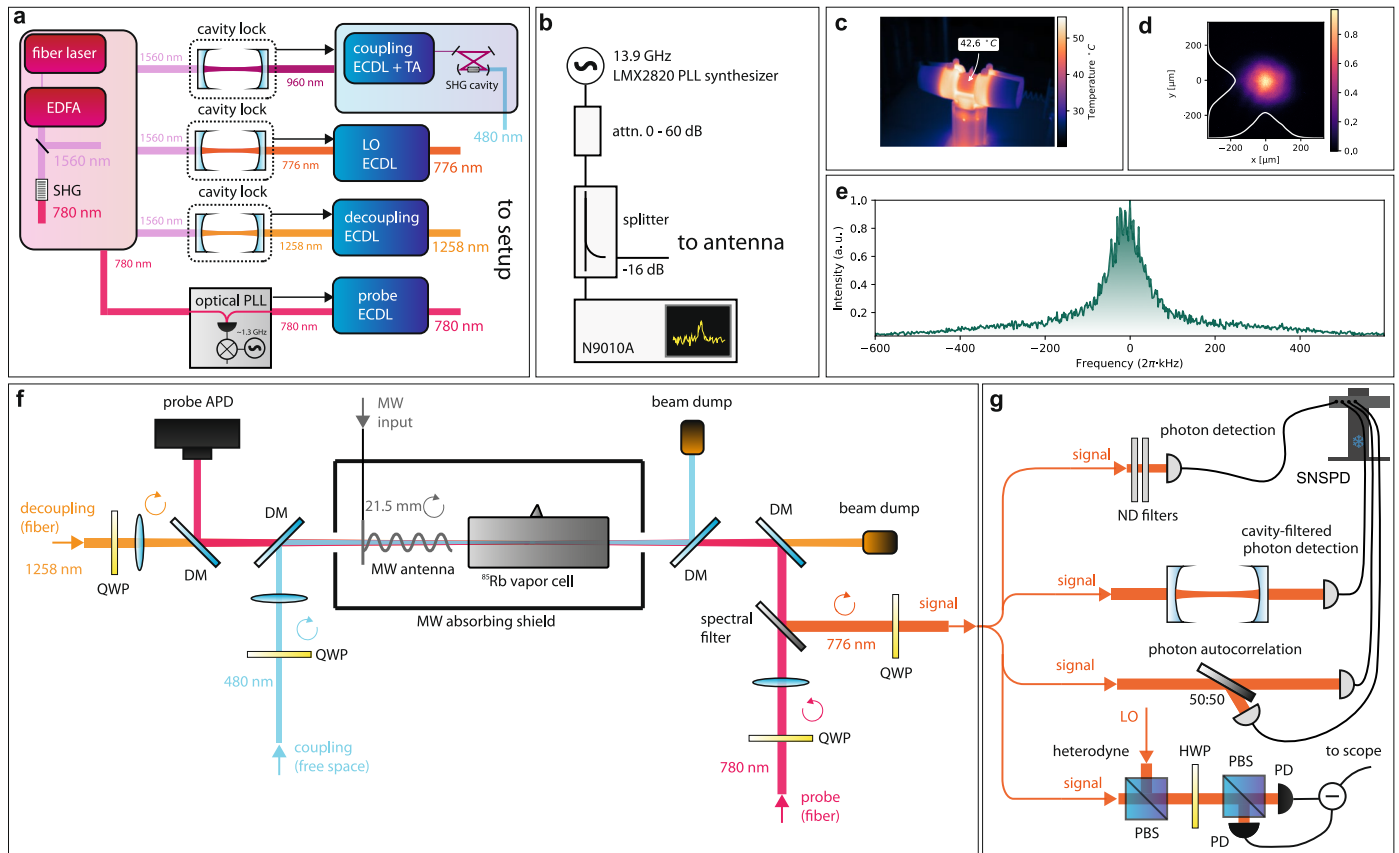 a
fiber laser
EDFA
1560 nm
SHG
780 nm
1560 nm
cavity lock
960 nm
coupling
ECDL + TA
SHG cavity
480 nm
cavity lock
1560 nm
776 nm
LO
ECDL
776 nm
cavity lock
1560 nm
1258 nm
decoupling
ECDL
1258 nm
780 nm
optical PLL
~1.3 GHz
780 nm
probe
ECDL
780 nm
to setup
b
13.9 GHz
LMX2820 PLL synthesizer
attn. 0 - 60 dB
splitter
to antenna
-16 dB
N9010A
c
42.6 °C
50
40
30
Temperature °C
d
200
0
−200
y [μm]
−200
0
200
x [μm]
0.8
0.6
0.4
0.2
0.0
e
Intensity (a. u.)
1.0
0.8
0.6
0.4
0.2
−600
−400
−200
0
200
400
Frequency (2π·kHz)
f
probe APD
MW
input
beam dump
decoupling
(fiber)
1258 nm
QWP
DM
DM
21.5 mm
MW antenna
⁸⁵Rb vapor cell
MW absorbing shield
DM
DM
beam dump
QWP
480 nm
coupling
(free space)
spectral
filter
776 nm
QWP
signal
QWP
780 nm
probe
(fiber)
g
photon detection
signal
ND filters
SNSPD
cavity-filtered
photon detection
signal
photon autocorrelation
signal
50:50
LO
heterodyne
HWP
PBS
to scope
signal
PD
PBS
PD